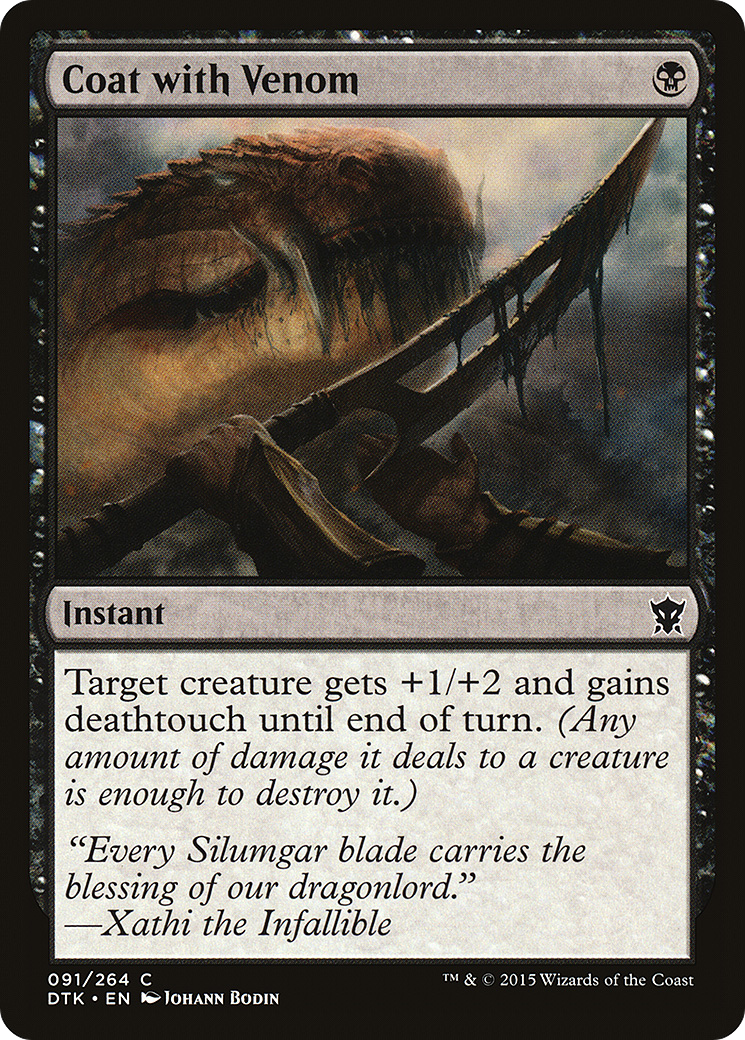 Coat with Venom
Instant
Target creature gets +1/+2 and gains
deathtouch until end of turn. (Any
amount of damage it deals to a creature
is enough to destroy it.)
“Every Silumgar blade carries the
blessing of our dragonlord.”
—Xathi the Infallible
091/264 C
DTK • EN Johann Bodin
™ & © 2015 Wizards of the Coast